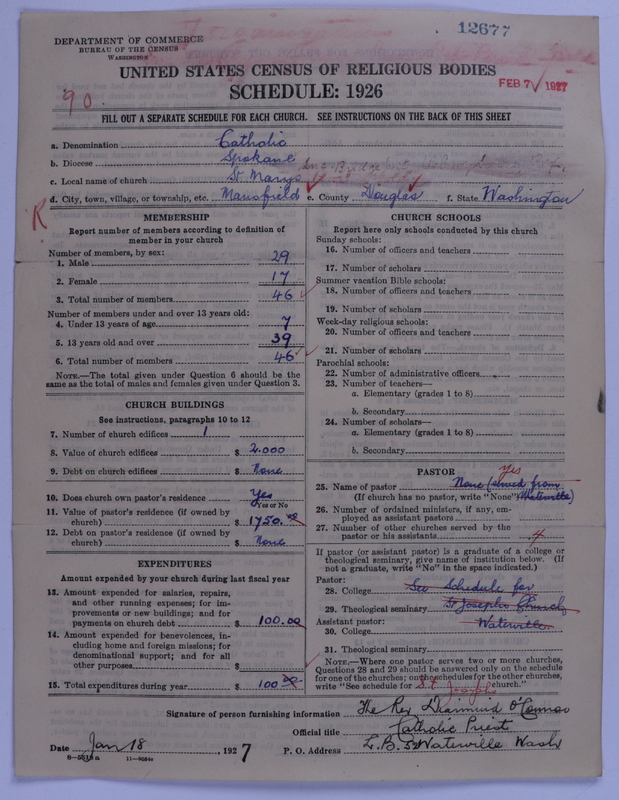 12677
DEPARTMENT OF COMMERCE
BUREAU OF THE CENSUS
WASHINGTON
UNITED STATES CENSUS OF RELIGIOUS BODIES
SCHEDULE: 1926
FEB 7 1927
90
FILL OUT A SEPARATE SCHEDULE FOR EACH CHURCH. SEE INSTRUCTIONS ON THE BACK OF THIS SHEET
a. Denomination Catholic
b. Diocese Spokane
c. Local name of church St. Marys
d. City, town, village, or township, etc. Mansfield e. County Douglas f. State Washington
R
MEMBERSHIP
Report number of members according to definition of
member in your church
Number of members, by sex:
1. Male 29
2. Female 17
3. Total number of members 46
Number of members under and over 13 years old:
4. Under 13 years of age 7
5. 13 years old and over 39
6. Total number of members 46
NOTE.—The total given under Question 6 should be the
same as the total of males and females given under Question 3.
CHURCH BUILDINGS
See instructions, paragraphs 10 to 12
7. Number of church edifices 1
8. Value of church edifices $ 2.000
9. Debt on church edifices $ None
10. Does church own pastor's residence Yes
Yes or No
11. Value of pastor's residence (if owned by
church) $ 1750.00
12. Debt on pastor's residence (if owned by
church) $ None
EXPENDITURES
Amount expended by your church during last fiscal year
13. Amount expended for salaries, repairs,
and other running expenses; for im-
provements or new buildings; and for
payments on church debt $ 100.00
14. Amount expended for benevolences, in-
cluding home and foreign missions; for
denominational support; and for all
other purposes $
15. Total expenditures during year $ 100 00
CHURCH SCHOOLS
Report here only schools conducted by this church
Sunday schools:
16. Number of officers and teachers
17. Number of scholars
Summer vacation Bible schools:
18. Number of officers and teachers
19. Number of scholars
Week-day religious schools:
20. Number of officers and teachers
21. Number of scholars
Parochial schools:
22. Number of administrative officers
23. Number of teachers—
a. Elementary (grades 1 to 8)
b. Secondary
24. Number of scholars—
a. Elementary (grades 1 to 8)
b. Secondary
PASTOR
yes
25. Name of pastor None (served from
(If church has no pastor, write "None") Waterville)
26. Number of ordained ministers, if any, em-
ployed as assistant pastors
27. Number of other churches served by the
pastor or his assistants 4
If pastor (or assistant pastor) is a graduate of a college or
theological seminary, give name of institution below. (If
not a graduate, write "No" in the space indicated.)
Pastor:
28. College See Schedule for
29. Theological seminary St Josephs Church
Assistant pastor: Waterville
30. College
31. Theological seminary
NOTE.—Where one pastor serves two or more churches,
Questions 28 and 29 should be answered only on the schedule
for one of the churches; on the schedules for the other churches,
write "See schedule for St. Joseph church."
Signature of person furnishing information The Rev Dhiarmuid O'Connor
Official title Catholic Priest
Date Jan 18, 1927 P. O. Address L.B. 52 Waterville Wash
11—9554